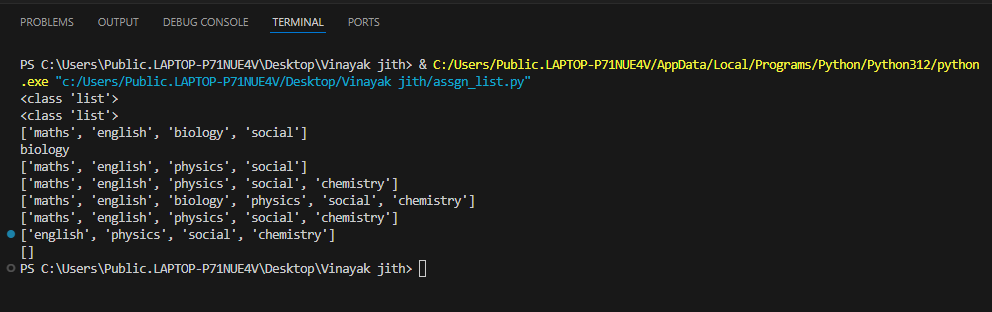 PROBLEMS OUTPUT DEBUG CONSOLE TERMINAL PORTS
PS C:\Users\Public.LAPTOP-P71NUE4V\Desktop\Vinayak jith> & C:/Users/Public.LAPTOP-P71NUE4V/AppData/Local/Programs/Python/Python312/python
.exe "c:/Users/Public.LAPTOP-P71NUE4V/Desktop/Vinayak jith/assgn_list.py"
<class 'list'>
<class 'list'>
['maths', 'english', 'biology', 'social']
biology
['maths', 'english', 'physics', 'social']
['maths', 'english', 'physics', 'social', 'chemistry']
['maths', 'english', 'biology', 'physics', 'social', 'chemistry']
['maths', 'english', 'physics', 'social', 'chemistry']
['english', 'physics', 'social', 'chemistry']
[]
PS C:\Users\Public.LAPTOP-P71NUE4V\Desktop\Vinayak jith>